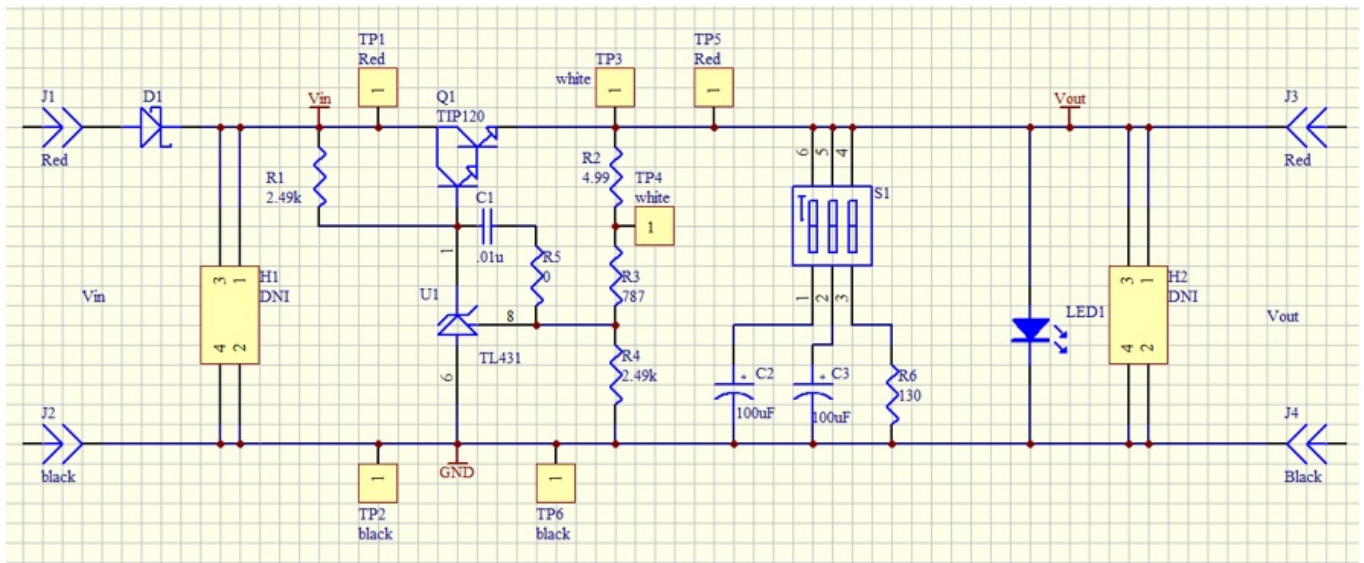 TP1
Red
1
TP3
white
1
TP5
Red
1
J1
Red
D1
Vin
Q1
TIP120
Vout
J3
Red
R1
2.49k
C1
.01u
R2
4.99
TP4
white
1
6
5
4
S1
1
2
3
R5
0
R3
787
1
U1
TL431
8
6
R4
2.49k
Vin
3
1
H1
DNI
4
2
C2
100uF
C3
100uF
R6
130
LED1
3
1
H2
DNI
4
2
Vout
J2
black
GND
J4
Black
1
TP2
black
1
TP6
black